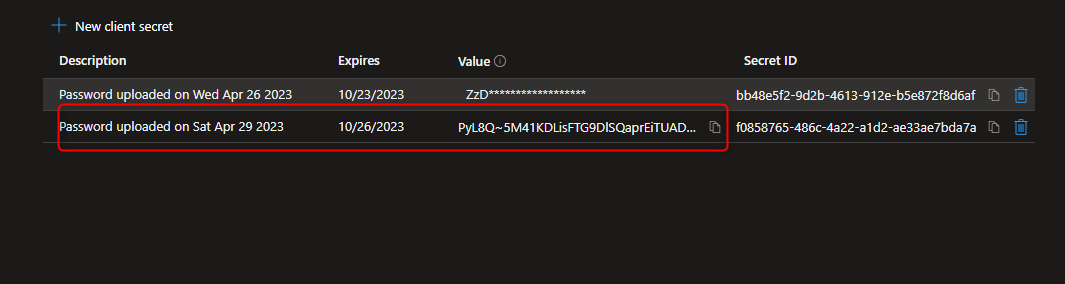 New client secret
Description Expires Value Secret ID
Password uploaded on Wed Apr 26 2023 10/23/2023 ZzD****************** bb48e5f2-9d2b-4613-912e-b5e872f8d6af
Password uploaded on Sat Apr 29 2023 10/26/2023 PyL8Q~5M41KDLisFTG9DlSQaprEiTUAD... f0858765-486c-4a22-a1d2-ae33ae7bda7a